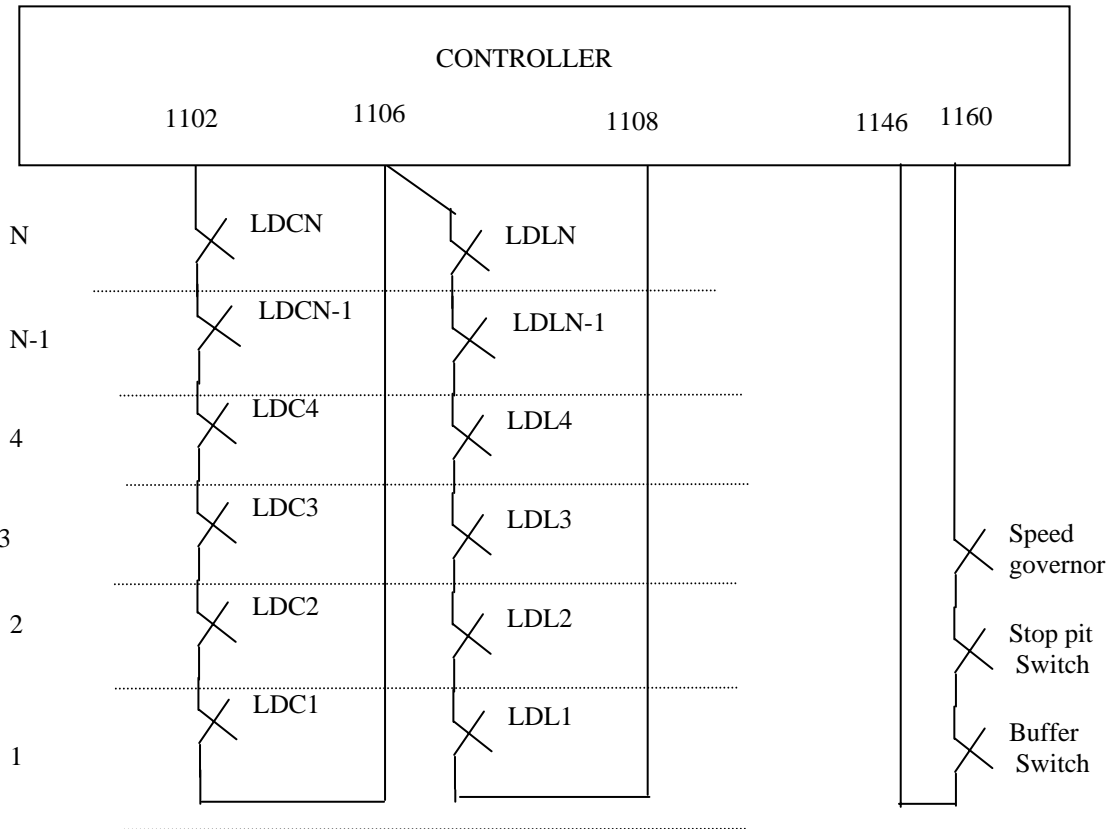 CONTROLLER
1102
1106
1108
1146
1160
N
LDCN
LDLN
N-1
LDCN-1
LDLN-1
4
LDC4
LDL4
3
LDC3
LDL3
Speed
governor
2
LDC2
LDL2
Stop pit
Switch
1
LDC1
LDL1
Buffer
Switch